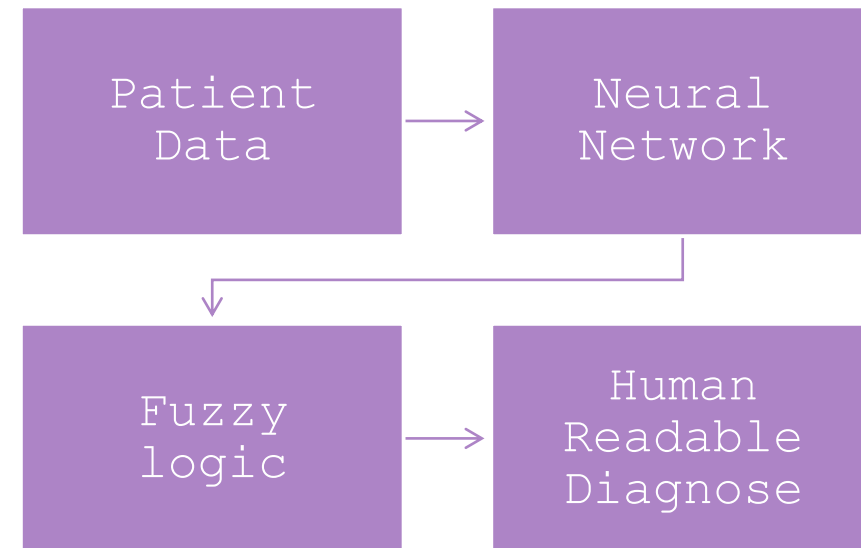 Patient
Data
Neural
Network
Fuzzy
logic
Human
Readable
Diagnose